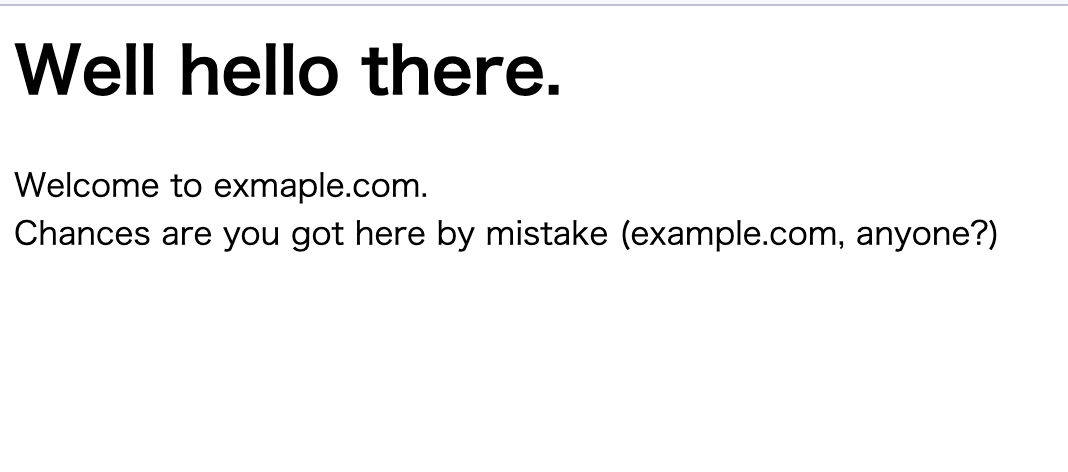 Well hello there.
Welcome to exmaple.com.
Chances are you got here by mistake (example.com, anyone?)